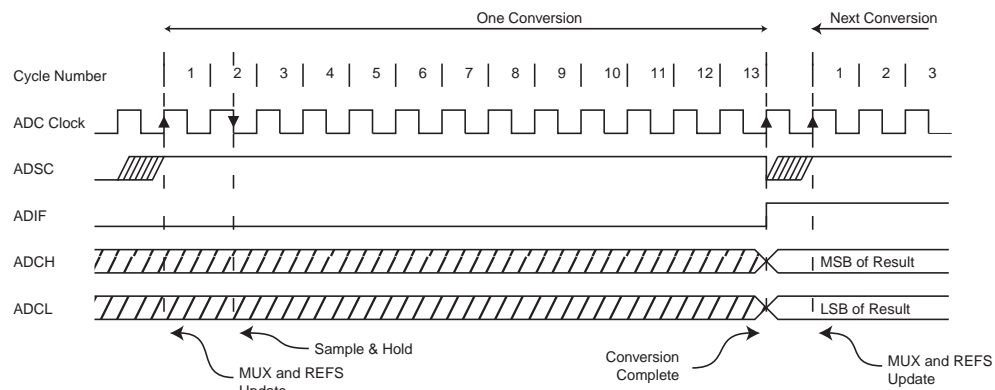 One Conversion
Next Conversion
Cycle Number
1 2 3 4 5 6 7 8 9 10 11 12 13 1 2 3
ADC Clock
ADSC
ADIF
ADCH
MSB of Result
ADCL
LSB of Result
Sample & Hold
MUX and REFS
Update
Conversion
Complete
MUX and REFS
Update